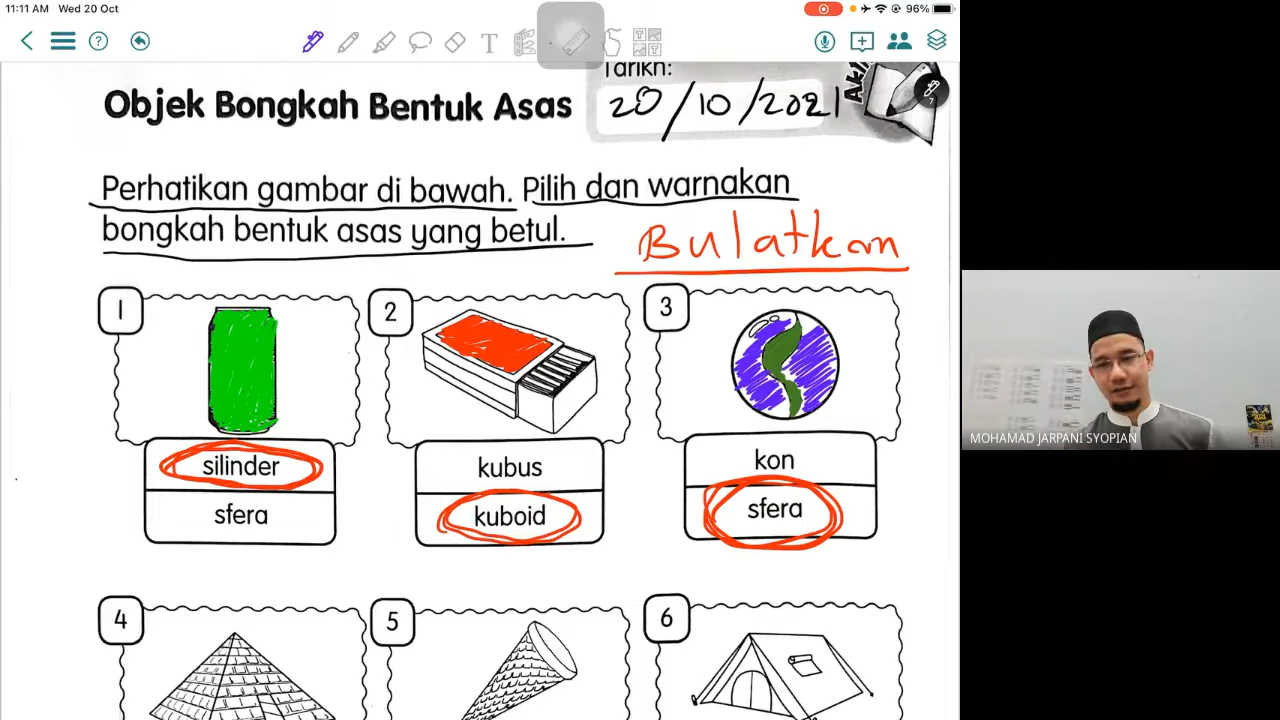 11:11 AM Wed 20 Oct
96%
Tarikh:
Objek Bongkah Bentuk Asas
20/10/2021
7
Perhatikan gambar di bawah. Pilih dan warnakan
bongkah bentuk asas yang betul.
Bulatkan
1
2
3
silinder
sfera
kubus
kuboid
kon
sfera
4
5
6
MOHAMAD JARPANI SYOPIAN